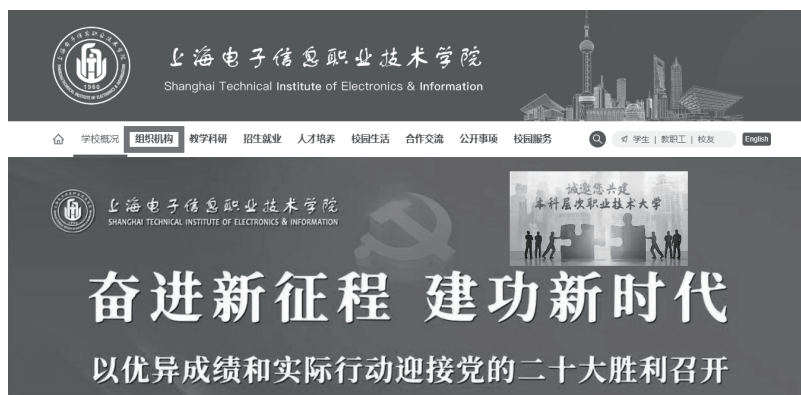 上海电子信息职业技术学院
Shanghai Technical Institute of Electronics & Information
1960
学校概况 组织机构 教学科研 招生就业 人才培养 校园生活 合作交流 公开事项 校园服务 学生 | 教职工 | 校友 English
诚邀您共建
本科层次职业技术大学
上海电子信息职业技术学院
SHANGHAI TECHNICAL INSTITUTE OF ELECTRONICS & INFORMATION
奋进新征程 建功新时代
以优异成绩和实际行动迎接党的二十大胜利召开